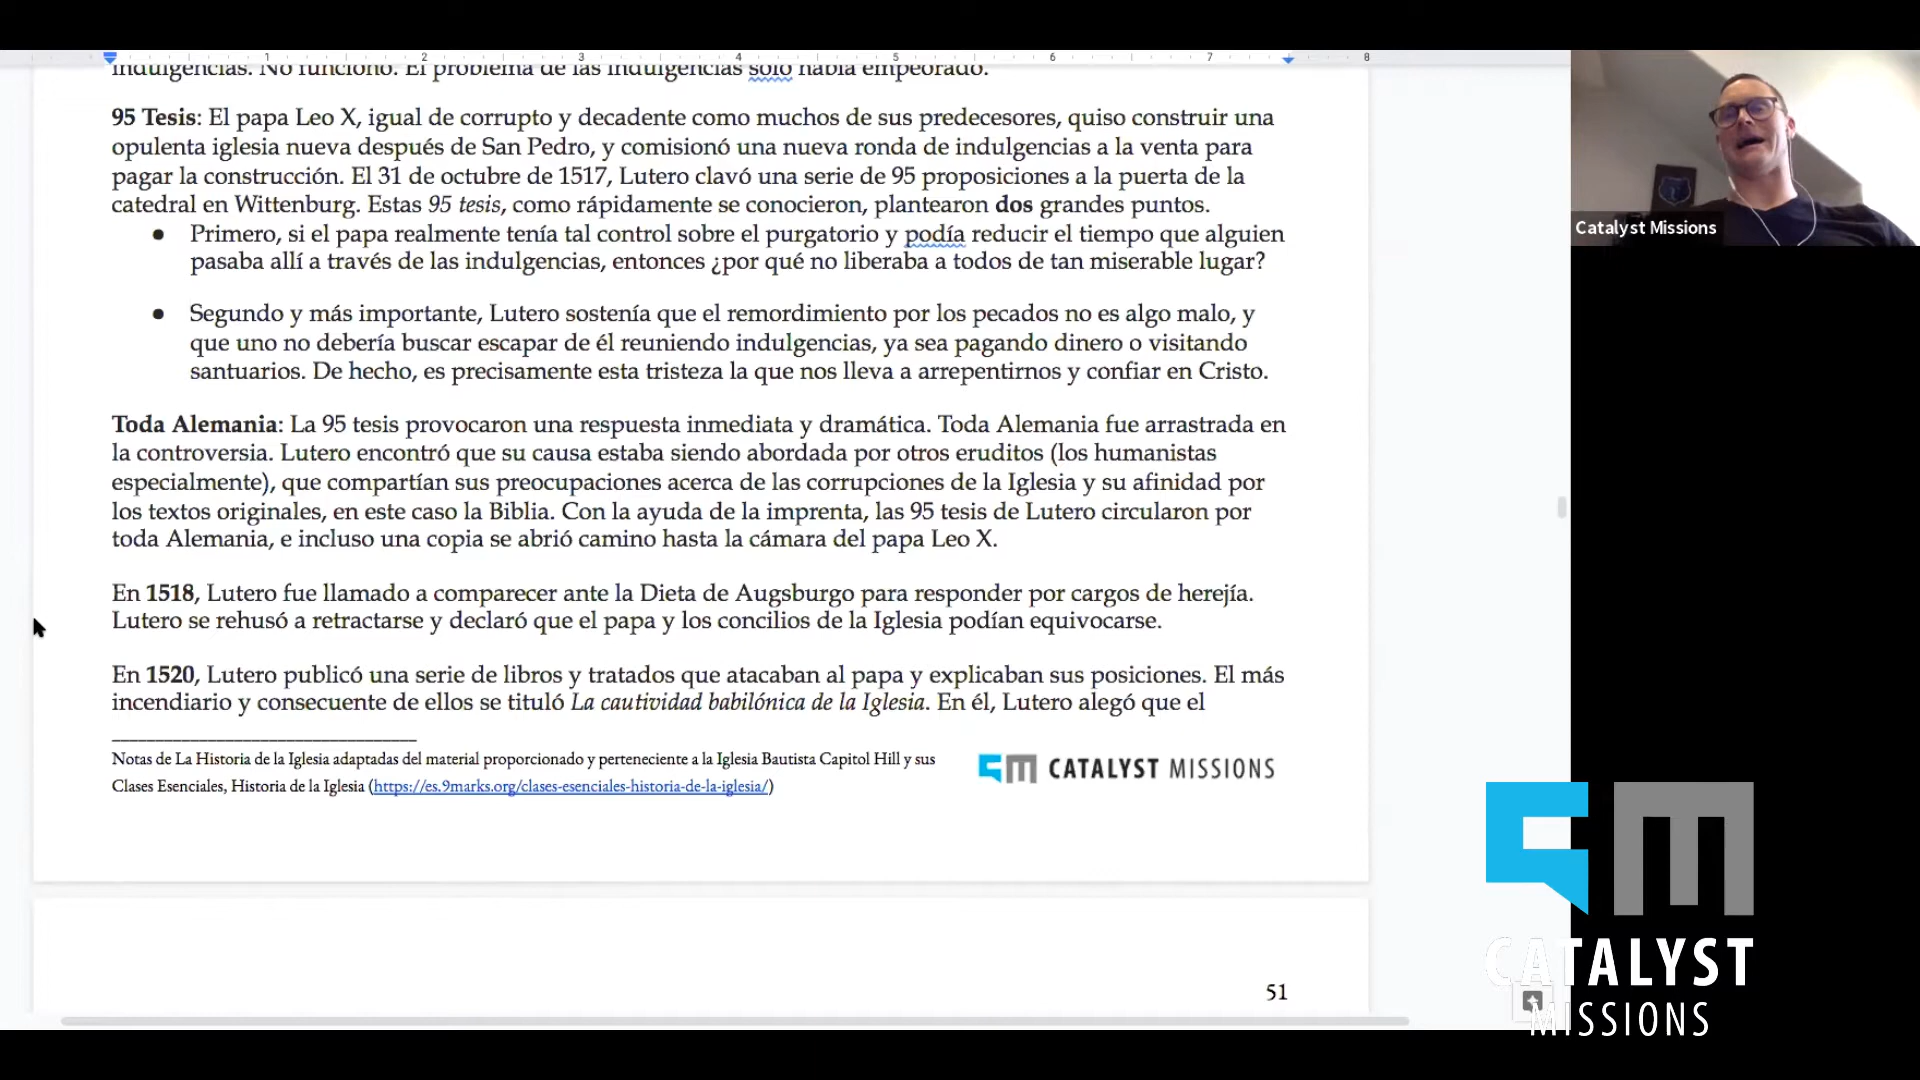 1 2 3 4 5 6 7 8
indulgencias. No funcionó. El problema de las indulgencias solo había empeorado.
95 Tesis: El papa Leo X, igual de corrupto y decadente como muchos de sus predecesores, quiso construir una
opulenta iglesia nueva después de San Pedro, y comisionó una nueva ronda de indulgencias a la venta para
pagar la construcción. El 31 de octubre de 1517, Lutero clavó una serie de 95 proposiciones a la puerta de la
catedral en Wittenburg. Estas 95 tesis, como rápidamente se conocieron, plantearon dos grandes puntos.
● Primero, si el papa realmente tenía tal control sobre el purgatorio y podía reducir el tiempo que alguien
pasaba allí a través de las indulgencias, entonces ¿por qué no liberaba a todos de tan miserable lugar?
● Segundo y más importante, Lutero sostenía que el remordimiento por los pecados no es algo malo, y
que uno no debería buscar escapar de él reuniendo indulgencias, ya sea pagando dinero o visitando
santuarios. De hecho, es precisamente esta tristeza la que nos lleva a arrepentirnos y confiar en Cristo.
Toda Alemania: La 95 tesis provocaron una respuesta inmediata y dramática. Toda Alemania fue arrastrada en
la controversia. Lutero encontró que su causa estaba siendo abordada por otros eruditos (los humanistas
especialmente), que compartían sus preocupaciones acerca de las corrupciones de la Iglesia y su afinidad por
los textos originales, en este caso la Biblia. Con la ayuda de la imprenta, las 95 tesis de Lutero circularon por
toda Alemania, e incluso una copia se abrió camino hasta la cámara del papa Leo X.
En 1518, Lutero fue llamado a comparecer ante la Dieta de Augsburgo para responder por cargos de herejía.
Lutero se rehusó a retractarse y declaró que el papa y los concilios de la Iglesia podían equivocarse.
En 1520, Lutero publicó una serie de libros y tratados que atacaban al papa y explicaban sus posiciones. El más
incendiario y consecuente de ellos se tituló La cautividad babilónica de la Iglesia. En él, Lutero alegó que el
Notas de La Historia de la Iglesia adaptadas del material proporcionado y perteneciente a la Iglesia Bautista Capitol Hill y sus
Clases Esenciales, Historia de la Iglesia (https://es.9marks.org/clases-esenciales-historia-de-la-iglesia/)
CATALYST MISSIONS
51
Catalyst Missions
CATALYST
MISSIONS